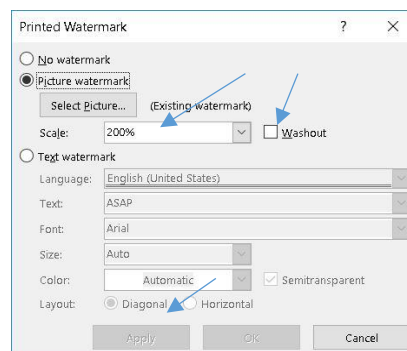 Printed Watermark ? ×
No watermark
Picture watermark
Select Picture... (Existing watermark)
Scale: 200% Washout
Text watermark
Language: English (United States)
Text: ASAP
Font: Arial
Size: Auto
Color: Automatic Semitransparent
Layout: Diagonal Horizontal
Apply OK Cancel